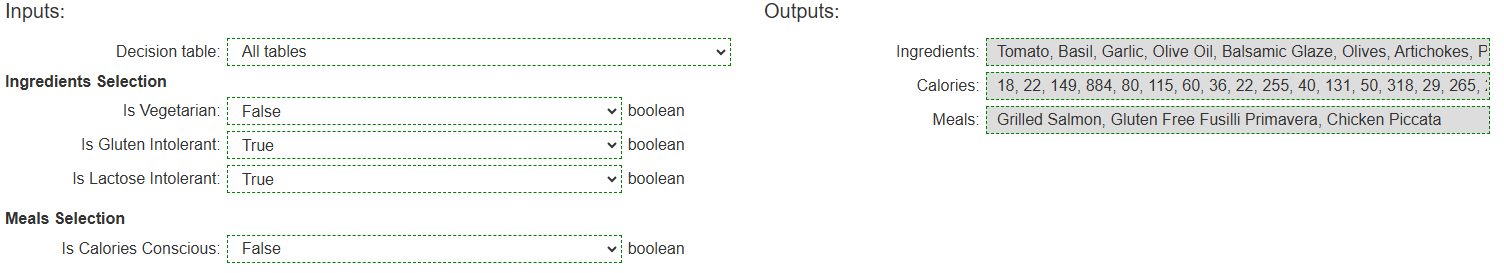 Inputs:
Decision table: All tables
Ingredients Selection
Is Vegetarian: False boolean
Is Gluten Intolerant: True boolean
Is Lactose Intolerant: True boolean
Meals Selection
Is Calories Conscious: False boolean
Outputs:
Ingredients: Tomato, Basil, Garlic, Olive Oil, Balsamic Glaze, Olives, Artichokes,
Calories: 18, 22, 149, 884, 80, 115, 60, 36, 22, 255, 40, 131, 50, 318, 29, 265,
Meals: Grilled Salmon, Gluten Free Fusilli Primavera, Chicken Piccata